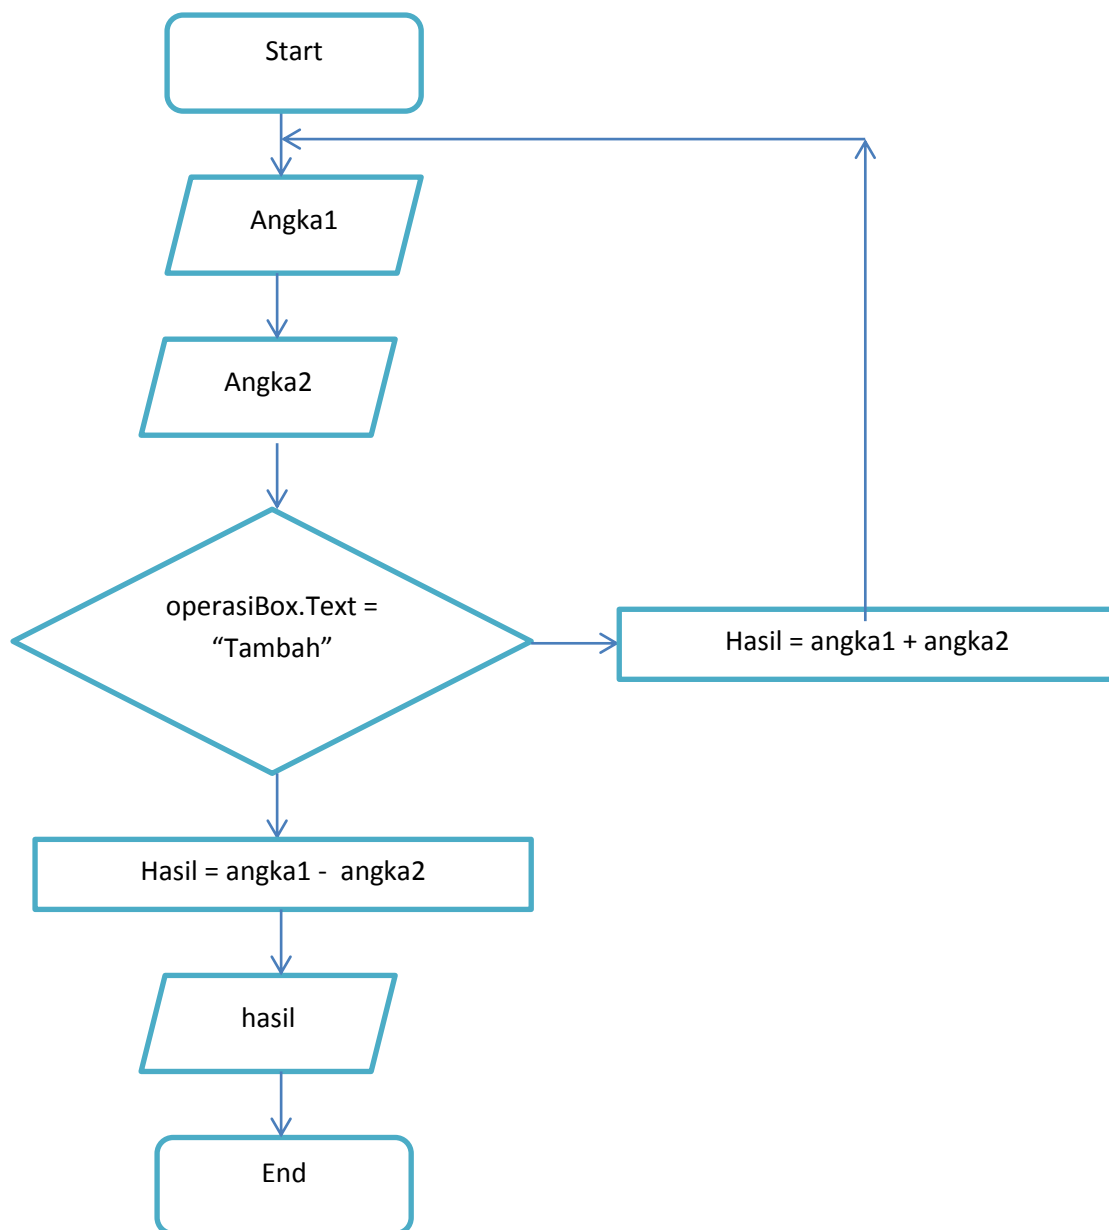 Start
Angka1
Angka2
operasiBox.Text =
“Tambah”
Hasil = angka1 + angka2
Hasil = angka1 -  angka2
hasil
End